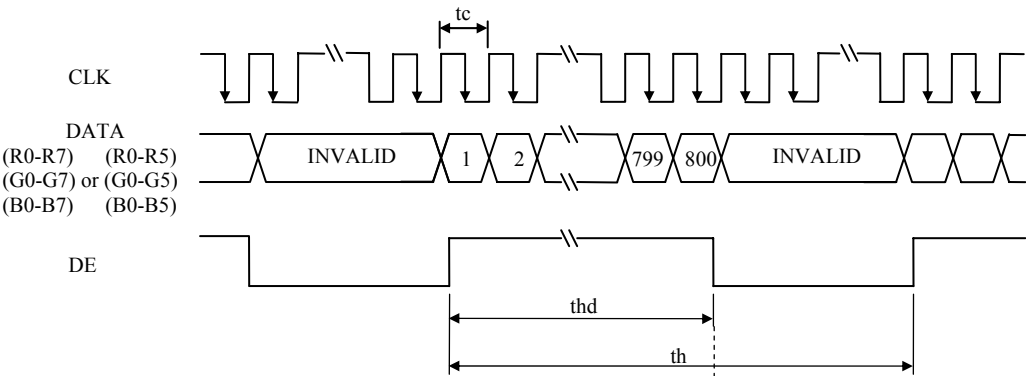 tc
CLK
DATA
(R0-R7) (R0-R5)
(G0-G7) or (G0-G5)
(B0-B7) (B0-B5)
INVALID 1 2 799 800 INVALID
DE
thd
th